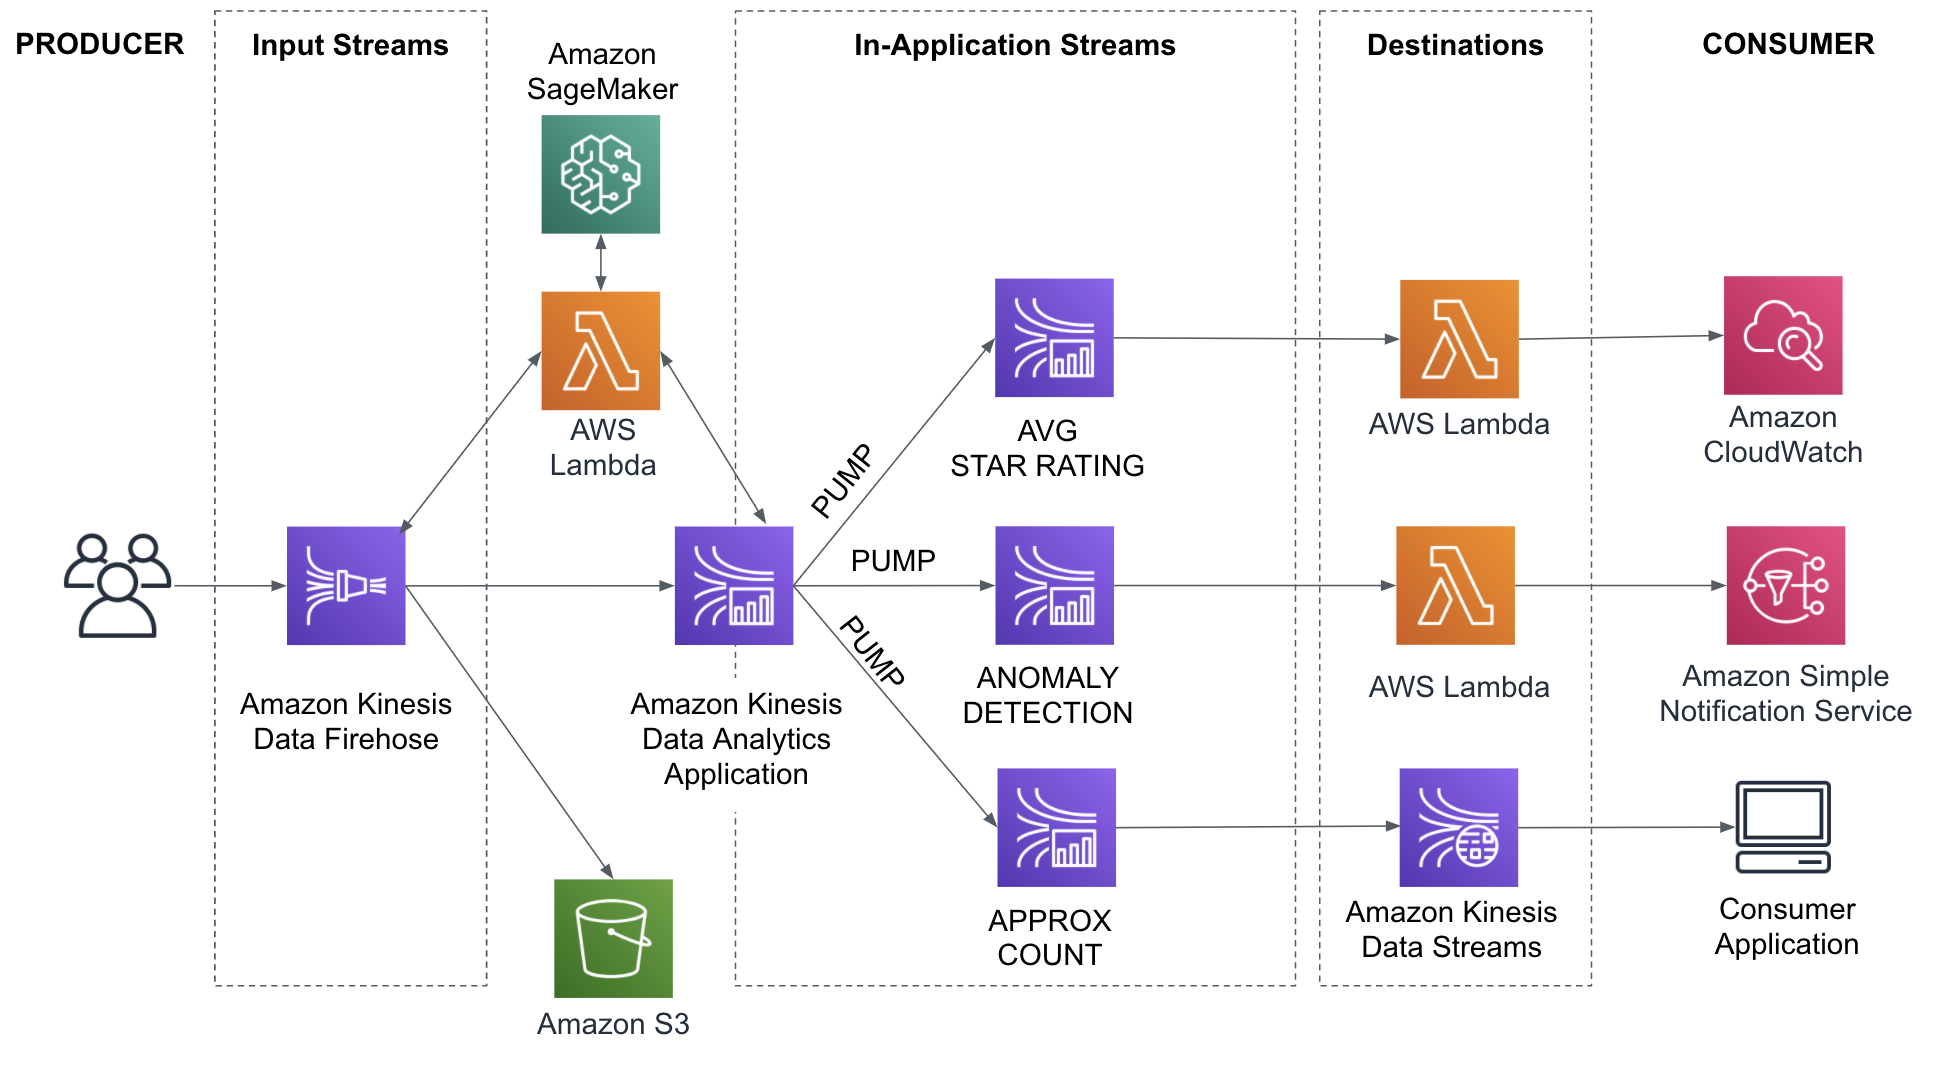 PRODUCER
Input Streams
In-Application Streams
Destinations
CONSUMER
Amazon
SageMaker
AWS
Lambda
PUMP
AVG
STAR RATING
AWS Lambda
Amazon
CloudWatch
PUMP
PUMP
Amazon Kinesis
Data Firehose
Amazon Kinesis
Data Analytics
Application
ANOMALY
DETECTION
AWS Lambda
Amazon Simple
Notification Service
APPROX
COUNT
Amazon Kinesis
Data Streams
Consumer
Application
Amazon S3